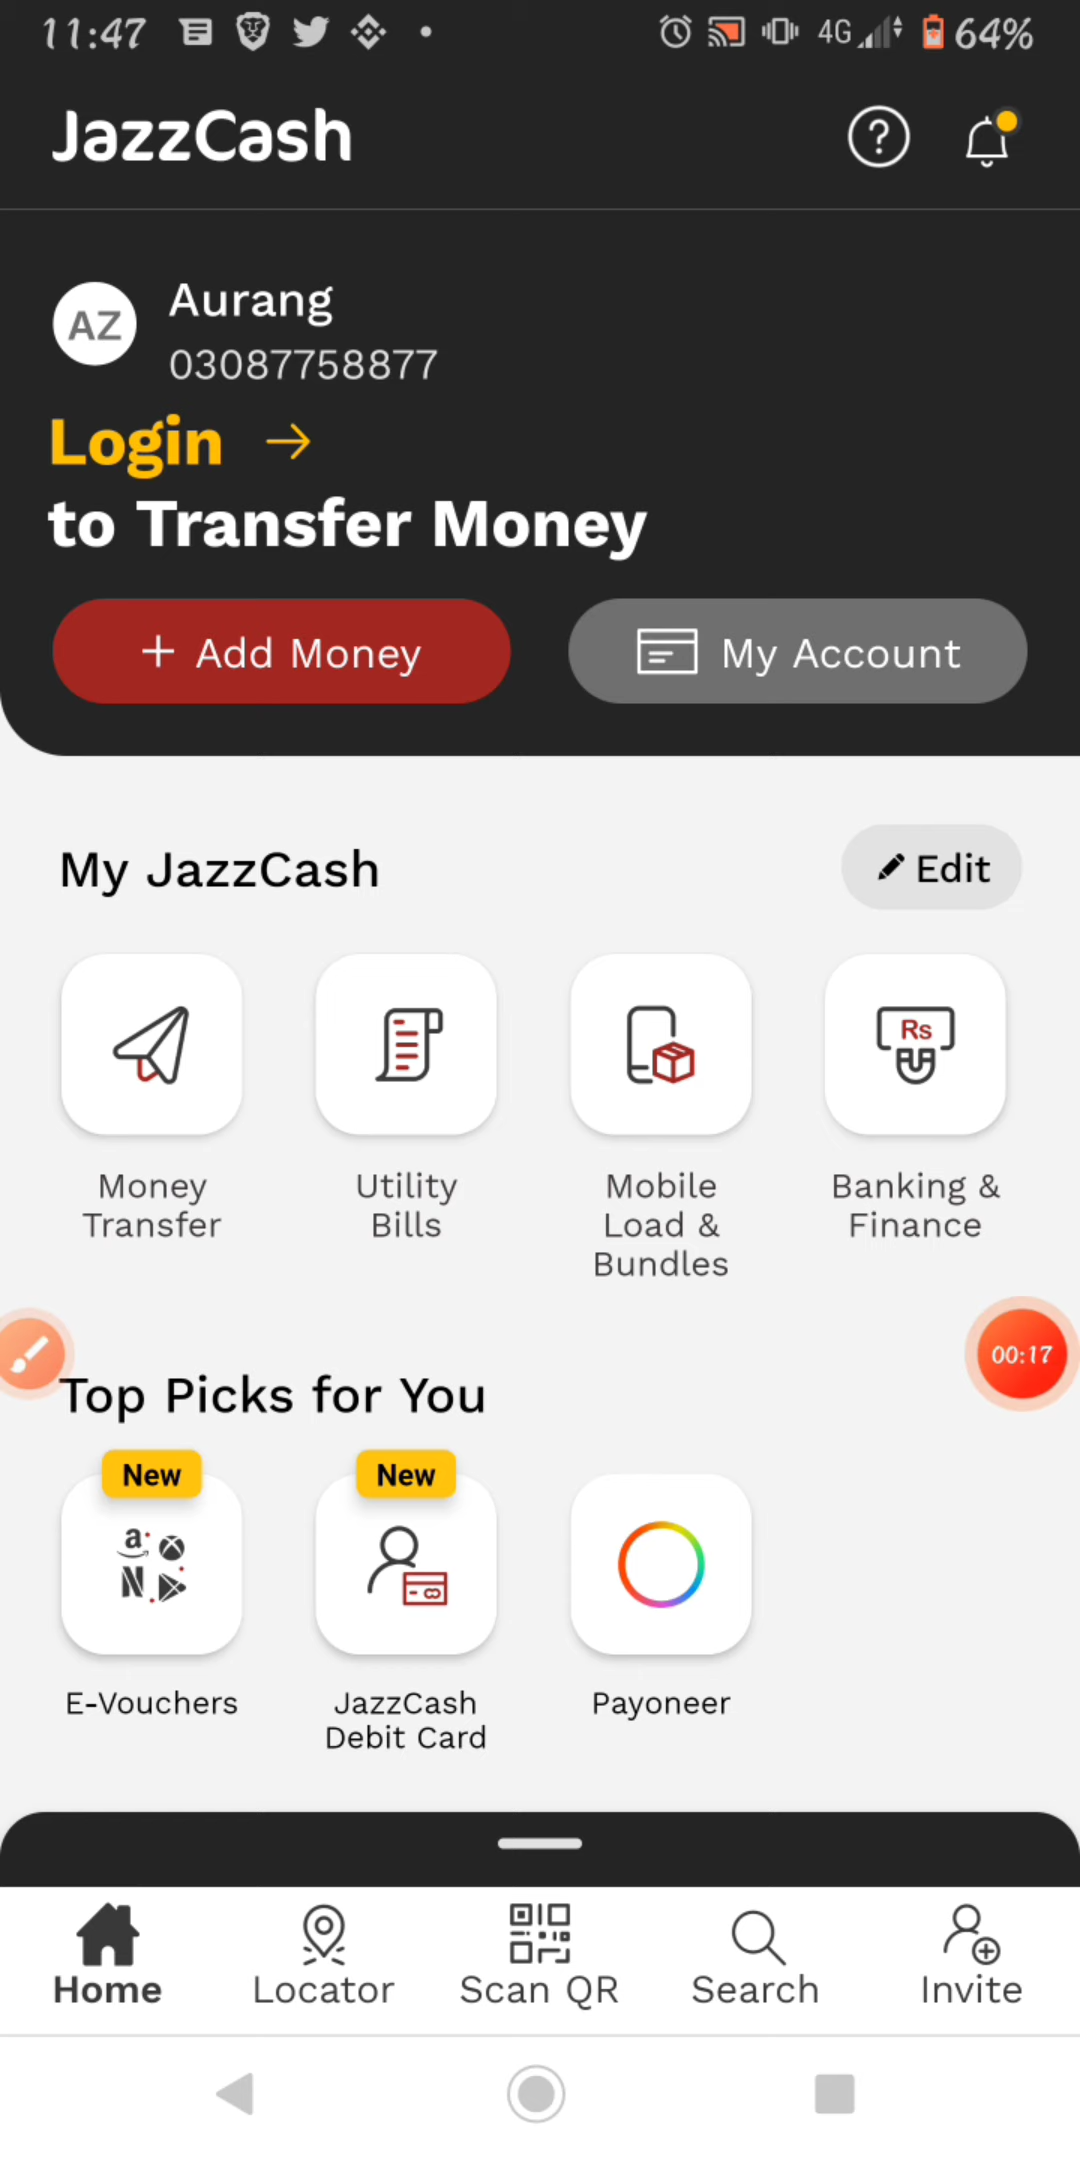 11:47 4G 64%
JazzCash
?
AZ
Aurang
03087758877
Login →
to Transfer Money
+ Add Money
My Account
My JazzCash
Edit
Rs
Money Transfer
Utility Bills
Mobile Load & Bundles
Banking & Finance
00:17
Top Picks for You
New
New
a
N
E-Vouchers
JazzCash Debit Card
Payoneer
Home
Locator
Scan QR
Search
Invite